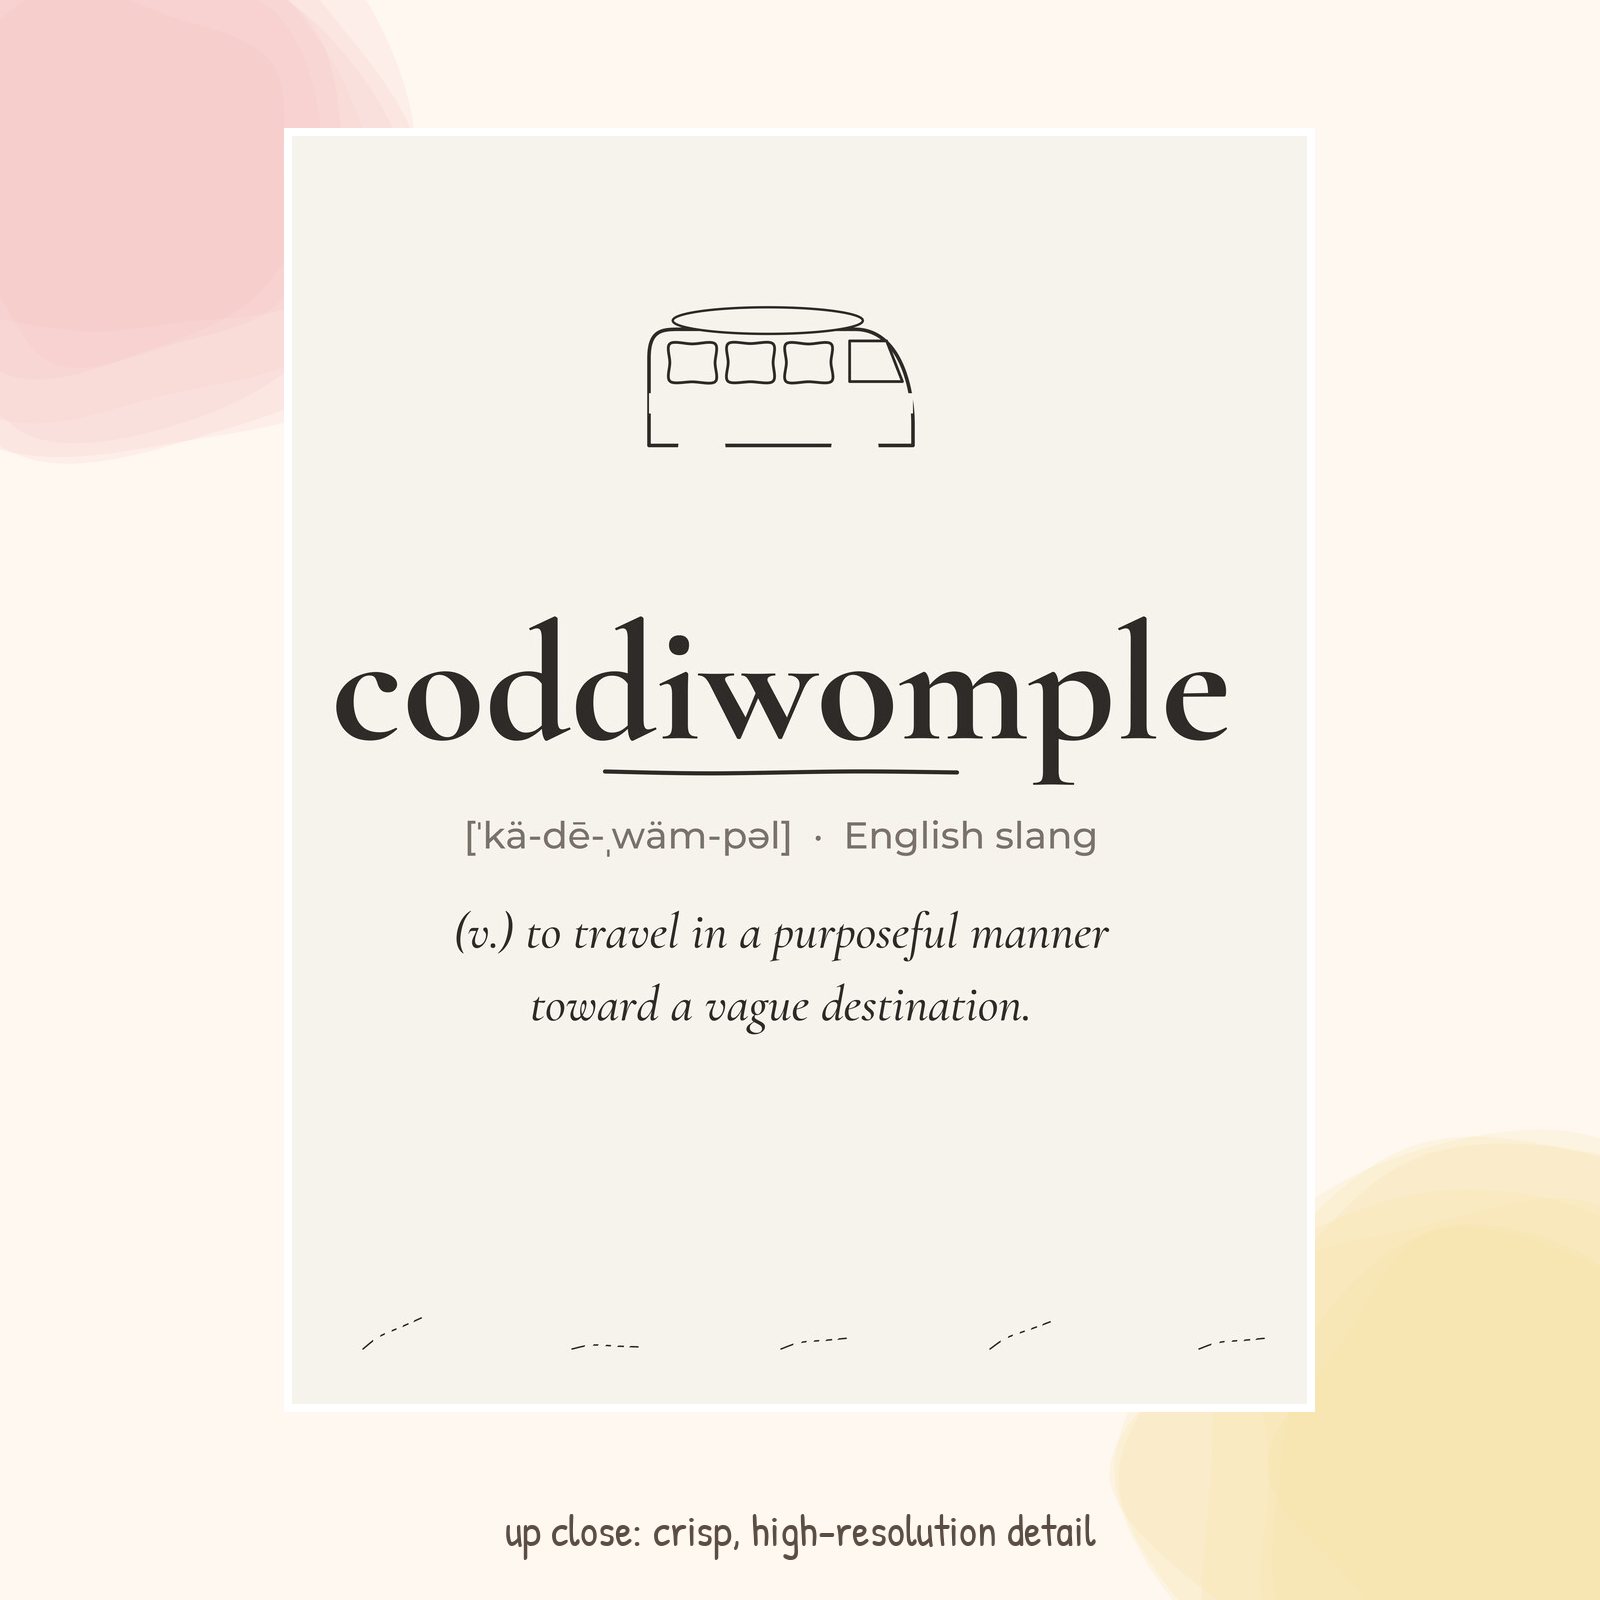 coddiwomple
[ˈkä-dē-ˌwäm-pəl] · English slang
(v.) to travel in a purposeful manner
toward a vague destination.
up close: crisp, high-resolution detail